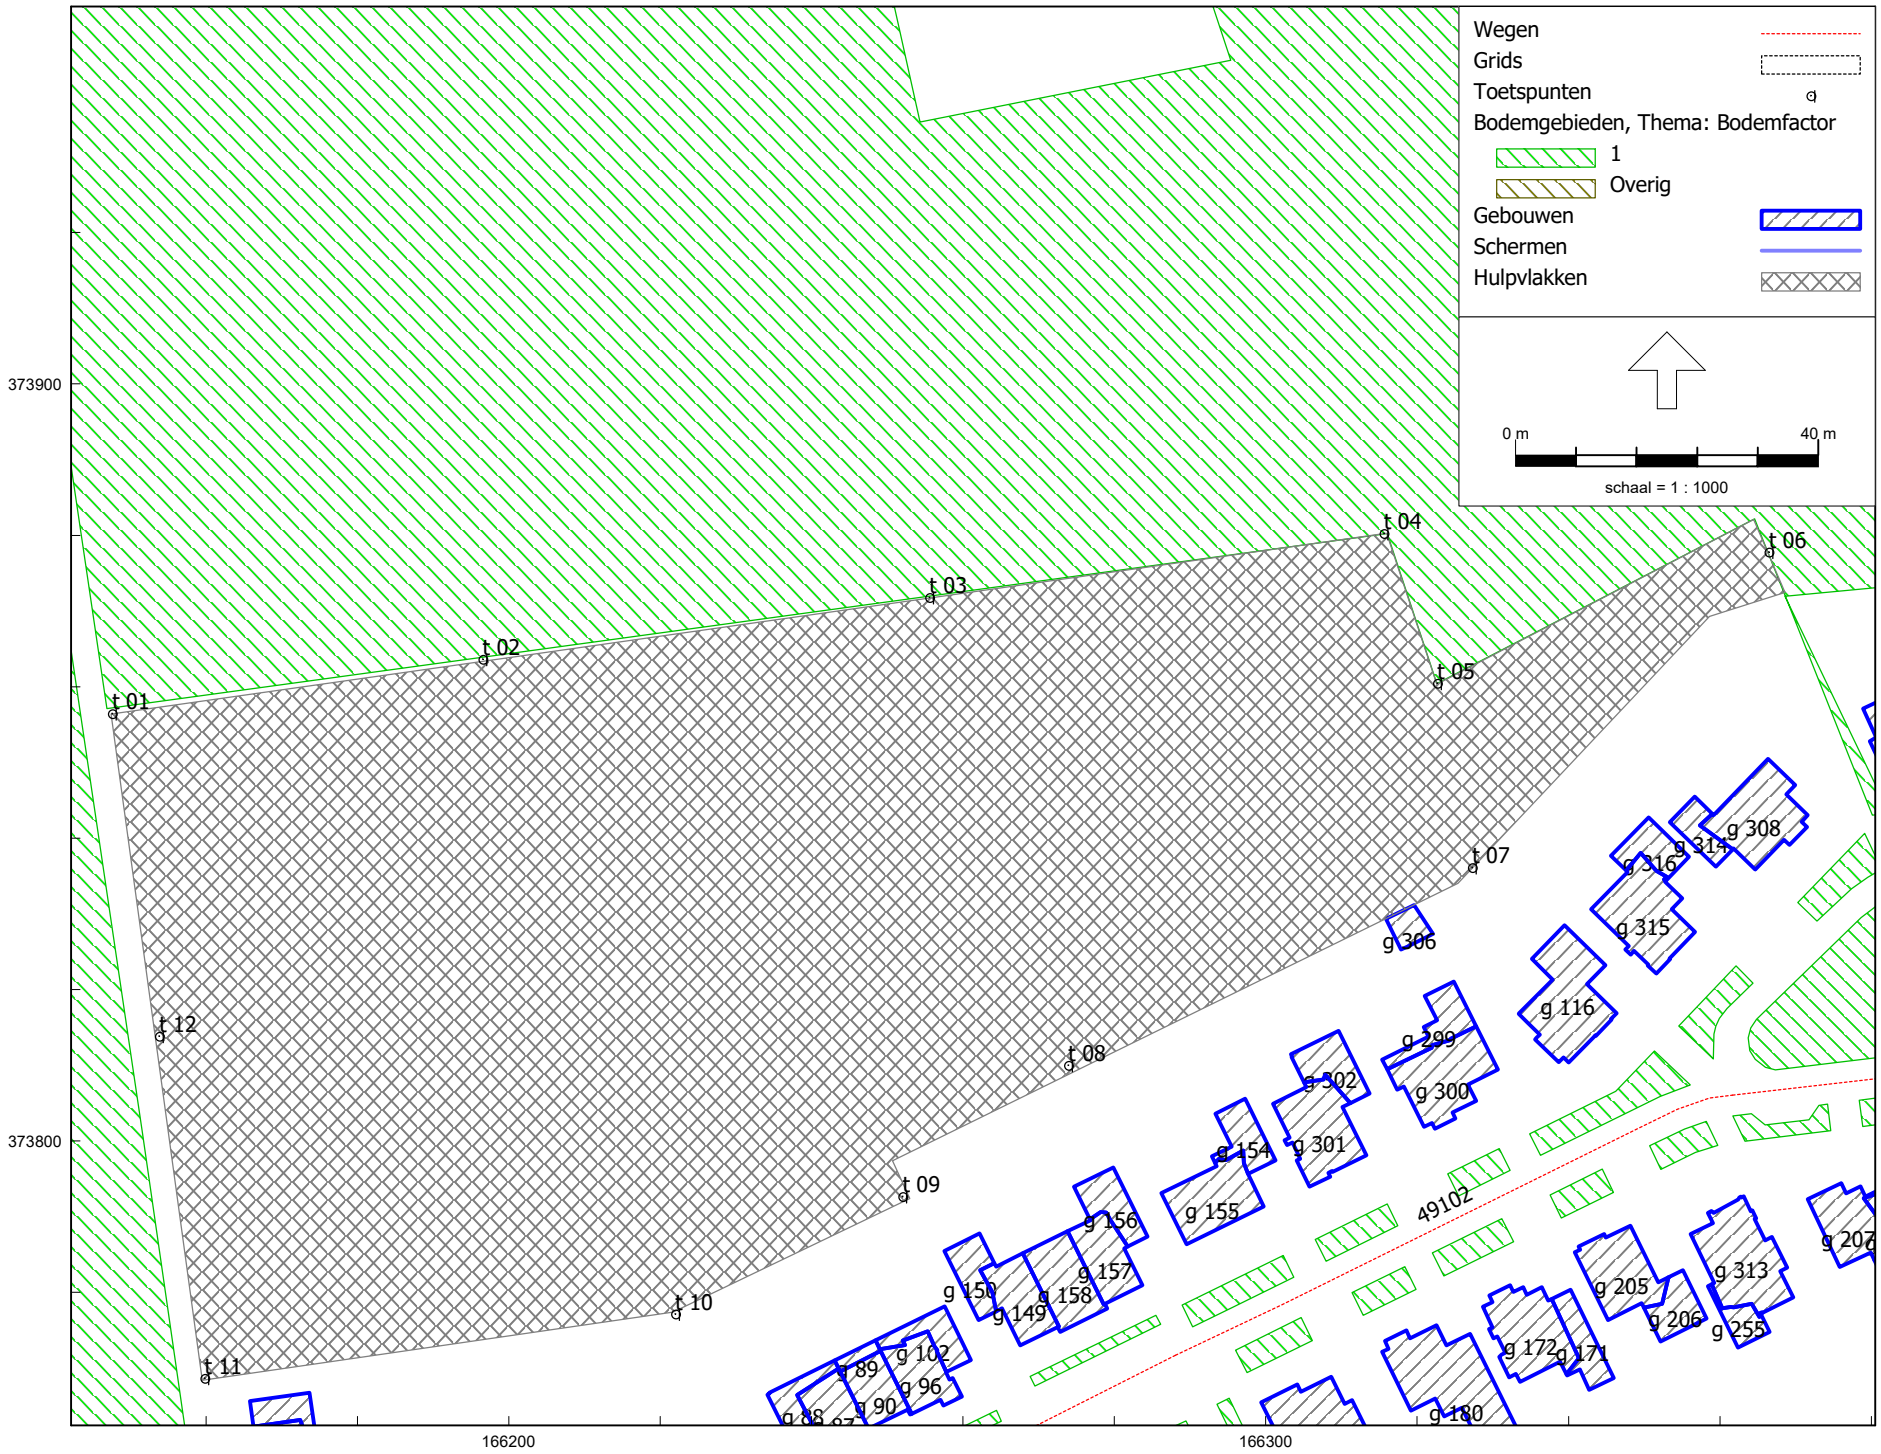 Wegen
Grids
Toetspunten
Bodemgebieden, Thema: Bodemfactor
1
Overig
Gebouwen
Schermen
Hulpvlakken
0 m
40 m
schaal = 1 : 1000
373900
t 04
t 06
t 03
t 02
t 05
t 01
g 308
g 314
t 07
g 316
g 315
g 306
g 116
t 12
g 299
t 08
g 302
g 300
373800
g 301
g 154
t 09
49102
g 155
g 156
g 207
g 157
g 313
g 205
g 150
g 158
t 10
g 149
g 206
g 255
g 172
g 102
g 171
t 11
g 89
g 96
g 90
g 180
g 88
166200
166300